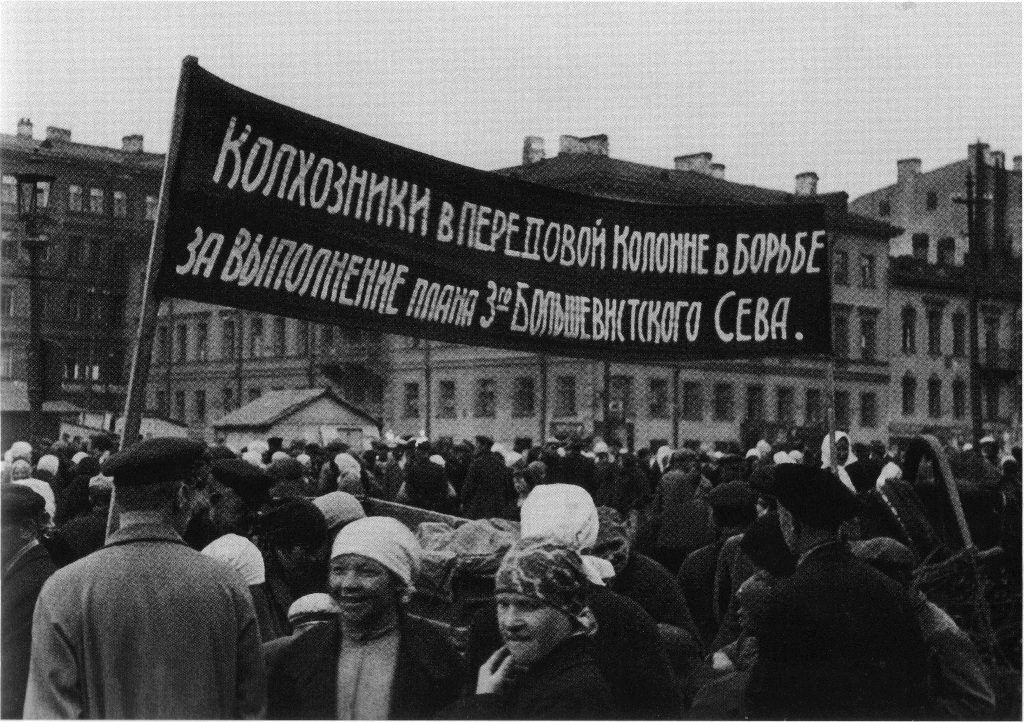 Колхозники в передовой колонне в борьбе
за выполнение плана 3го Большевистского Сева.